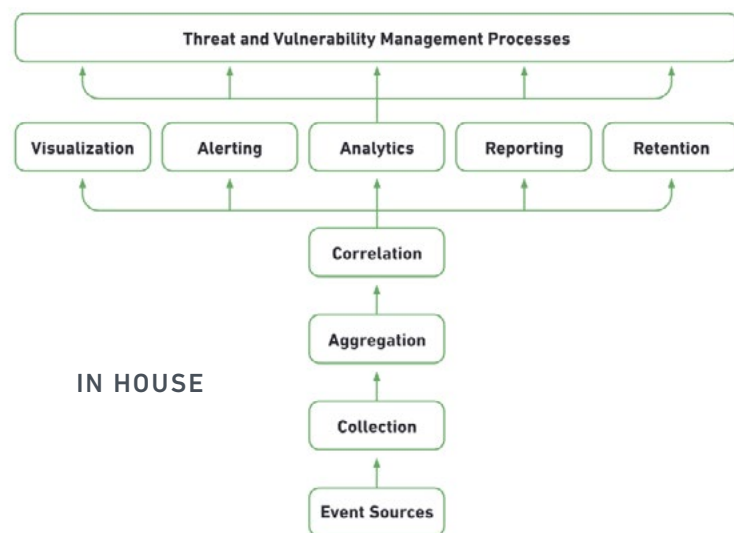 Threat and Vulnerability Management Processes
Visualization
Alerting
Analytics
Reporting
Retention
Correlation
Aggregation
IN HOUSE
Collection
Event Sources